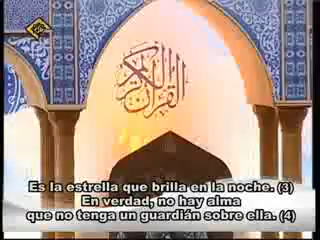 القرآن الكريم
Es la estrella que brilla en la noche. (3)
En verdad, no hay alma
que no tenga un guardián sobre ella. (4)